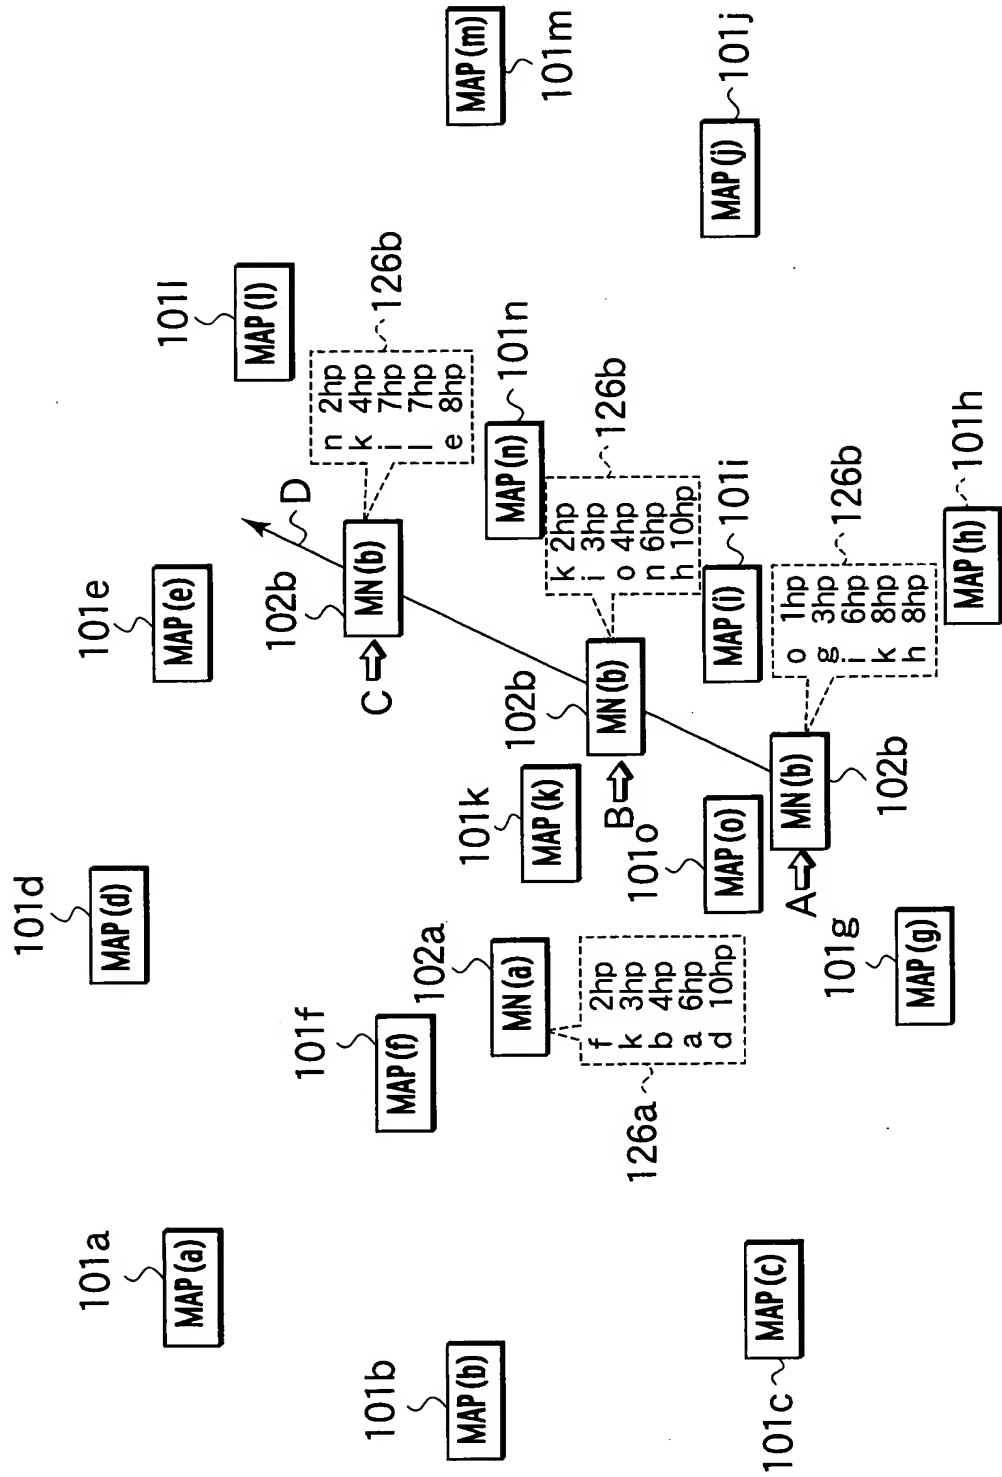 101d
MAP (d)
101a
MAP (a)
101e
MAP (e)
101l
MAP (l)
D
126b
n 2hp
k 4hp
i 7hp
l 7hp
e 8hp
102b
MN (b)
C
101f
MAP (f)
101b
MAP (b)
101m
MAP (m)
102a
MN (a)
101k
MAP (k)
101n
MAP (n)
126a
f 2hp
k 3hp
b 4hp
a 6hp
d 10hp
102b
MN (b)
B
126b
k 2hp
i 3hp
o 4hp
n 6hp
h 10hp
101o
MAP (o)
101i
MAP (i)
101j
MAP (j)
101c
MAP (c)
A
MN (b)
102b
126b
o 1hp
g 3hp
i 6hp
k 8hp
h 8hp
101g
MAP (g)
101h
MAP (h)